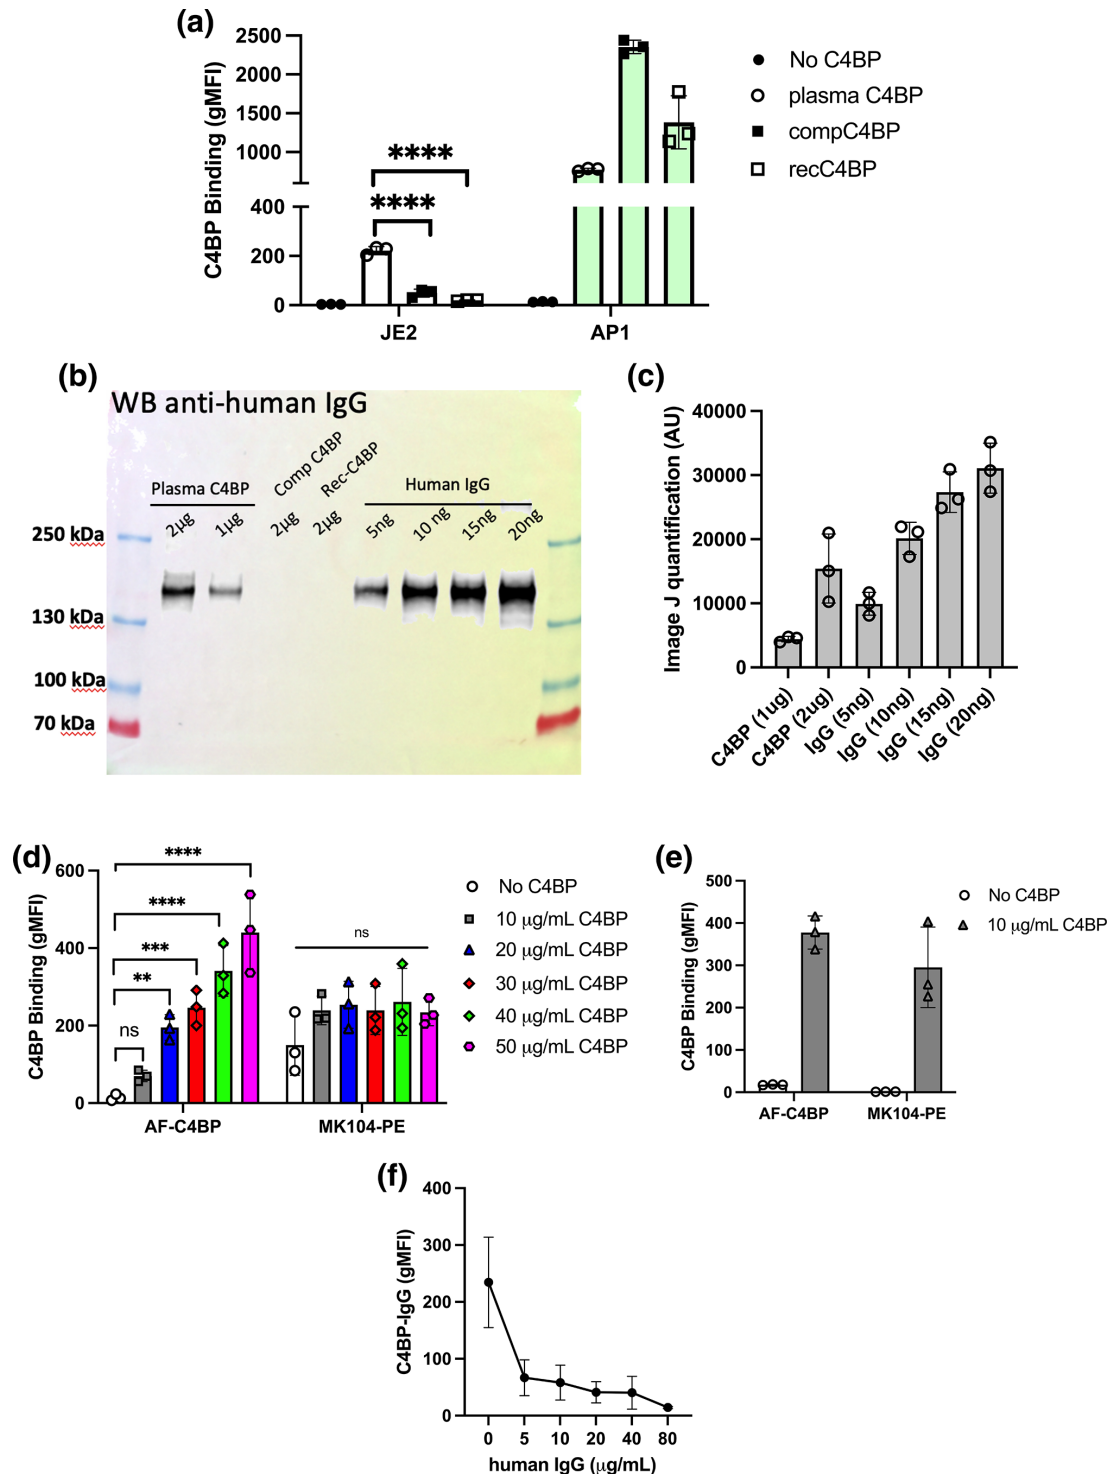 (a)
C4BP Binding (gMFI)
2500
2000
1500
1000
400
200
0
****
****
JE2
AP1
No C4BP
plasma C4BP
compC4BP
recC4BP
(b)
WB anti-human IgG
Plasma C4BP
Comp C4BP
Rec-C4BP
Human IgG
2µg
1µg
2µg
2µg
5ng
10 ng
15ng
20ng
250 kDa
130 kDa
100 kDa
70 kDa
(c)
Image J quantification (AU)
40000
30000
20000
10000
0
C4BP (1ug)
C4BP (2ug)
IgG (5ng)
IgG (10ng)
IgG (15ng)
IgG (20ng)
(d)
C4BP Binding (gMFI)
600
400
200
0
****
****
***
**
ns
ns
AF-C4BP
MK104-PE
No C4BP
10 µg/mL C4BP
20 µg/mL C4BP
30 µg/mL C4BP
40 µg/mL C4BP
50 µg/mL C4BP
(e)
C4BP Binding (gMFI)
500
400
300
200
100
0
AF-C4BP
MK104-PE
No C4BP
10 µg/mL C4BP
(f)
C4BP-IgG (gMFI)
400
300
200
100
0
0 5 10 20 40 80
human IgG (µg/mL)